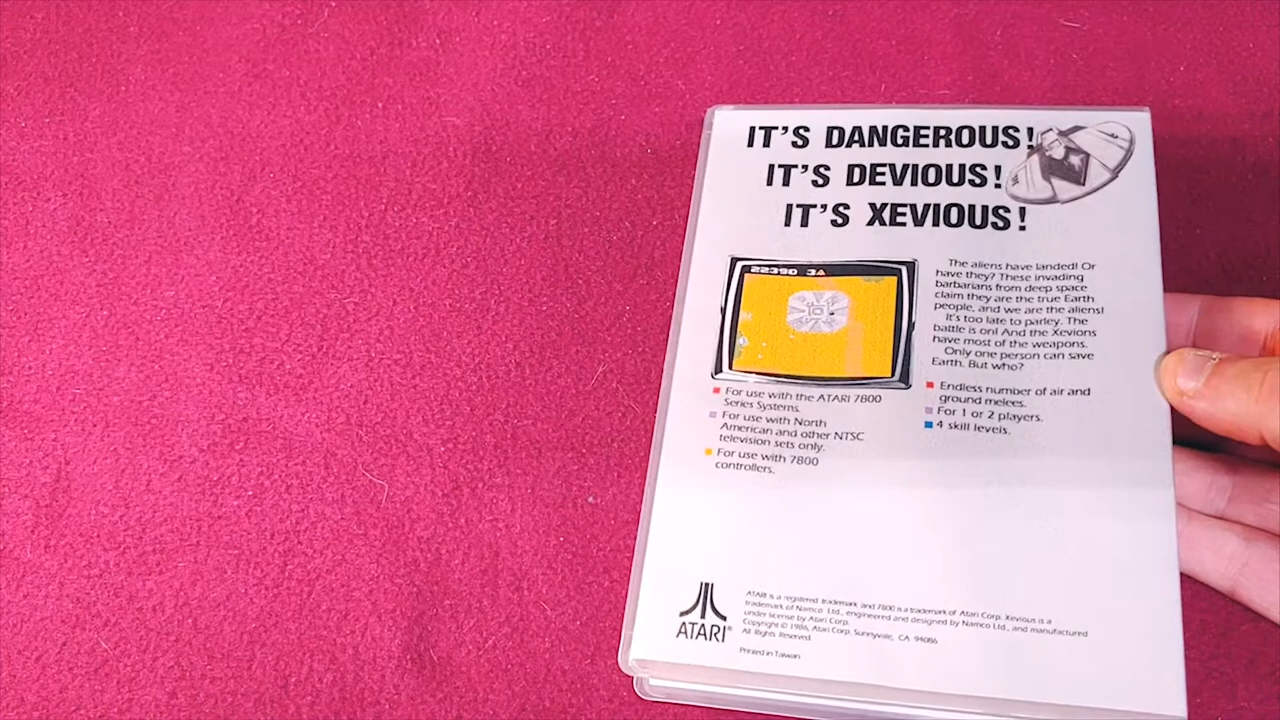 IT'S DANGEROUS!
IT'S DEVIOUS!
IT'S XEVIOUS!
22390 3
The aliens have landed! Or
have they? These invading
barbarians from deep space
claim they are the true Earth
people, and we are the aliens!
It's too late to parley. The
battle is on! And the Xevions
have most of the weapons.
Only one person can save
Earth. But who?
For use with the ATARI 7800
Series Systems.
For use with North
American and other NTSC
television sets only.
For use with 7800
controllers.
Endless number of air and
ground melees.
For 1 or 2 players.
4 skill levels.
ATARI®
ATARI is a registered trademark and 7800 is a trademark of Atari Corp. Xevious is a
trademark of Namco Ltd., engineered and designed by Namco Ltd., and manufactured
under license by Atari Corp.
Copyright © 1986, Atari Corp. Sunnyvale, CA 94086
All Rights Reserved.
Printed in Taiwan